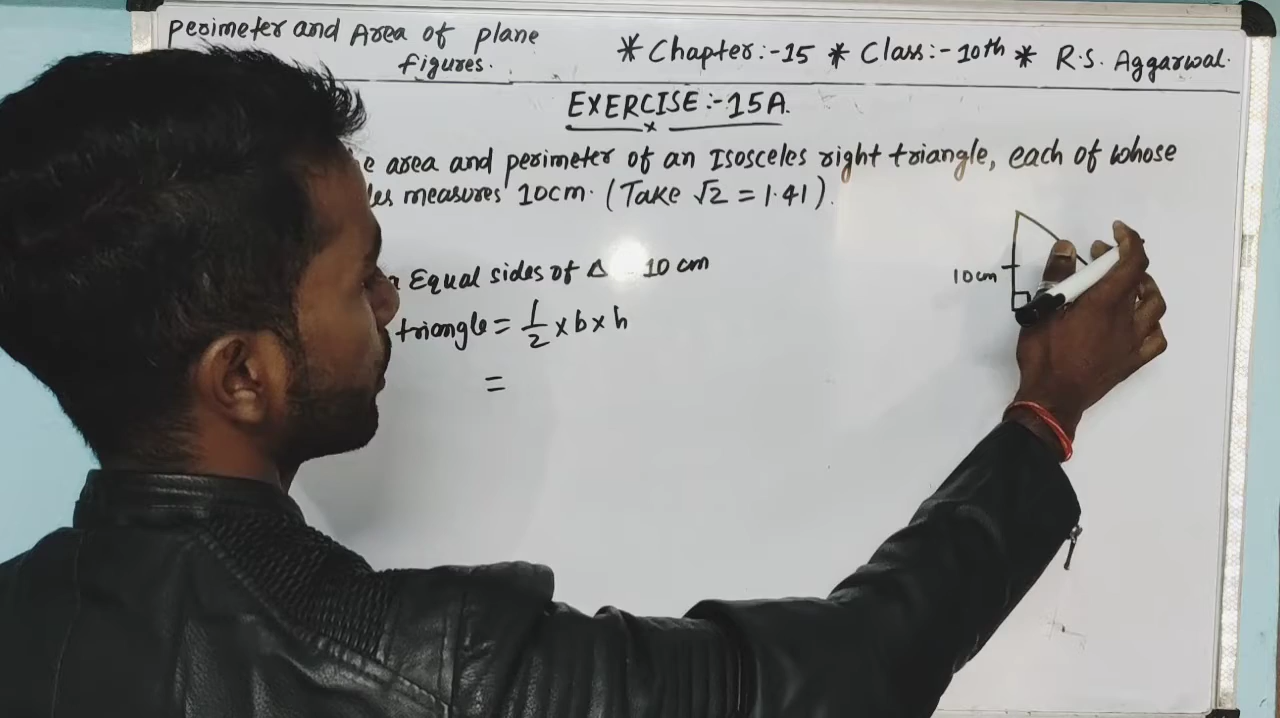 Perimeter and Area of plane figures.
* Chapter:-15 * Class:-10th * R.S. Aggarwal.
EXERCISE:-15A.
area and perimeter of an Isosceles right triangle, each of whose
measures 10cm. (Take √2 = 1.41).
Equal sides of Δ 10 cm
triangle = 1/2 × b × h
=
10cm